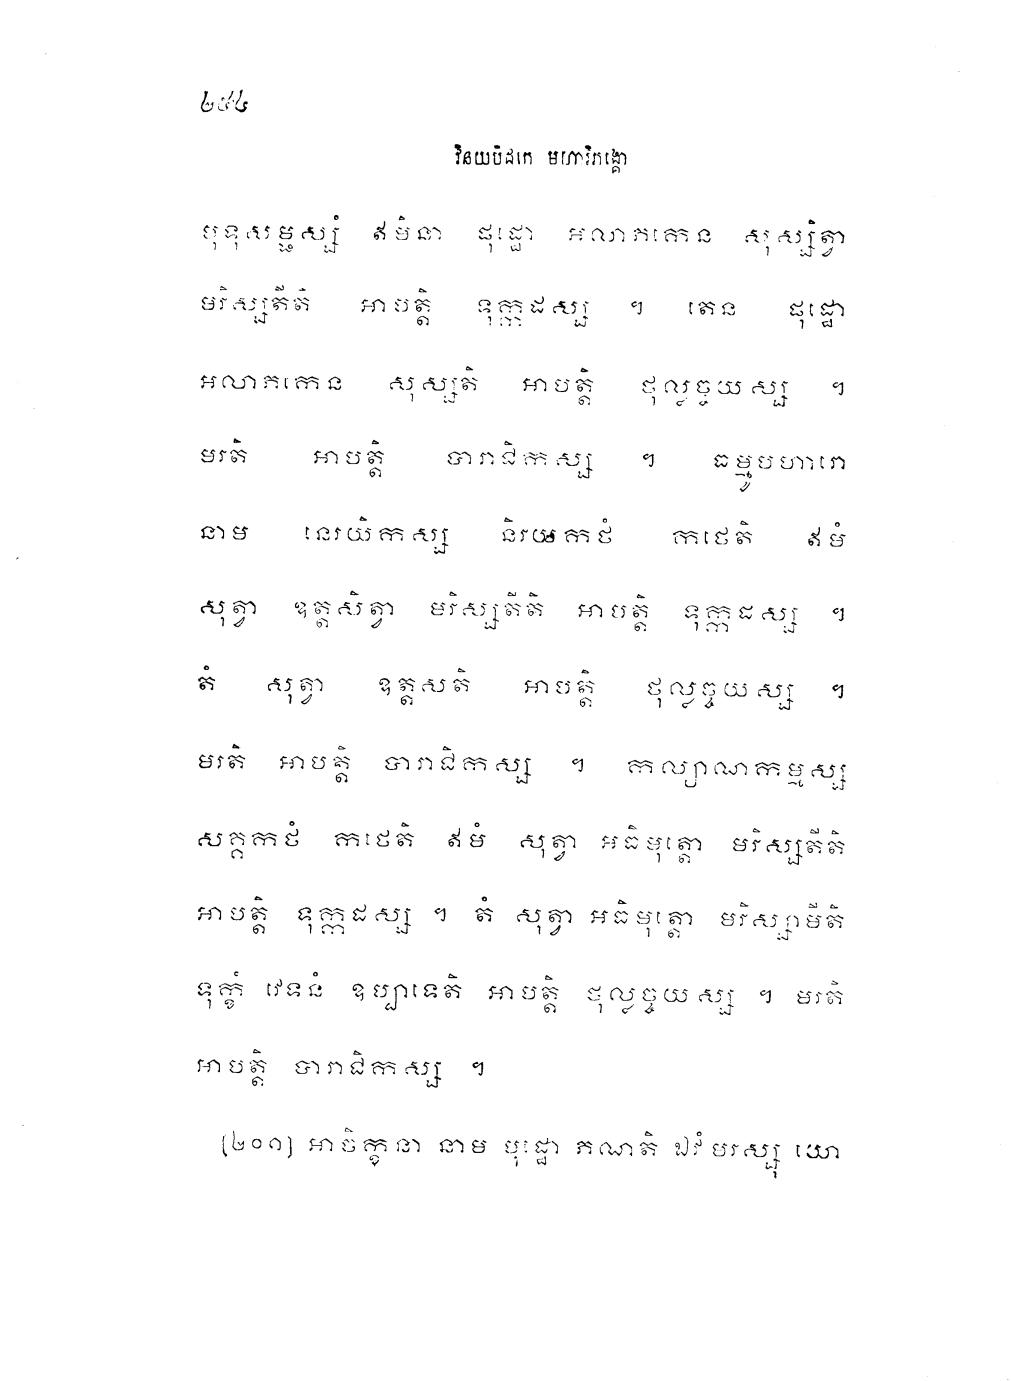 ២៥៤
វិនយបិដកេ មហាវិភង្គោ
មុទុសម្ផស្សំ ឥមិនា ផុដ្ឋោ អលាភកេន សុស្សិត្វា
មរិស្សតីតិ អាបត្តិ ទុក្កដស្ស ។ តេន ផុដ្ឋោ
អលាភកេន សុស្សតិ អាបត្តិ ថុល្លច្ចយស្ស ។
មរតិ អាបត្តិ បារាជិកស្ស ។ ធម្មូបហារោ
នាម នេរយិកស្ស និរយកថំ កថេតិ ឥមំ
សុត្វា ឧត្តសិត្វា មរិស្សតីតិ អាបត្តិ ទុក្កដស្ស ។
តំ សុត្វា ឧត្តសតិ អាបត្តិ ថុល្លច្ចយស្ស ។
មរតិ អាបត្តិ បារាជិកស្ស ។ កល្យាណកម្មស្ស
សគ្គកថំ កថេតិ ឥមំ សុត្វា អធិមុត្តោ មរិស្សតីតិ
អាបត្តិ ទុក្កដស្ស ។ តំ សុត្វា អធិមុត្តោ មរិស្សាមីតិ
ទុក្ខំ វេទនំ ឧប្បាទេតិ អាបត្តិ ថុល្លច្ចយស្ស ។ មរតិ
អាបត្តិ បារាជិកស្ស ។
[២០១] អាចិក្ខនា នាម បុដ្ឋោ ភណតិ ឯវំមរស្សុ យោ